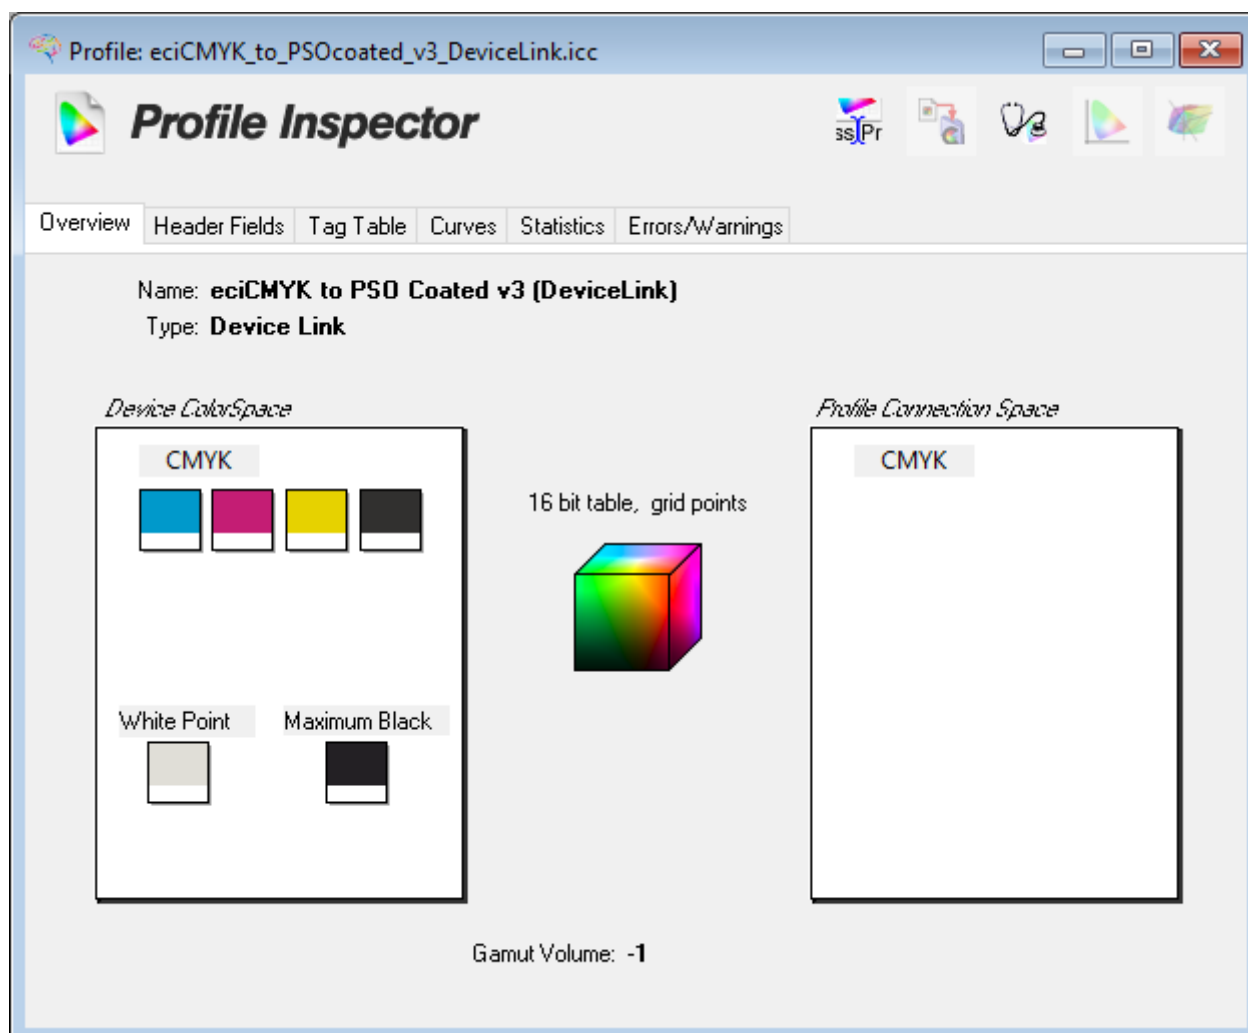 Profile: eciCMYK_to_PSOcoated_v3_DeviceLink.icc
Profile Inspector
ss Pr
Overview Header Fields Tag Table Curves Statistics Errors/Warnings
Name: eciCMYK to PSO Coated v3 (DeviceLink)
Type: Device Link
Device ColorSpace
Profile Connection Space
CMYK
CMYK
16 bit table, grid points
White Point
Maximum Black
Gamut Volume: -1